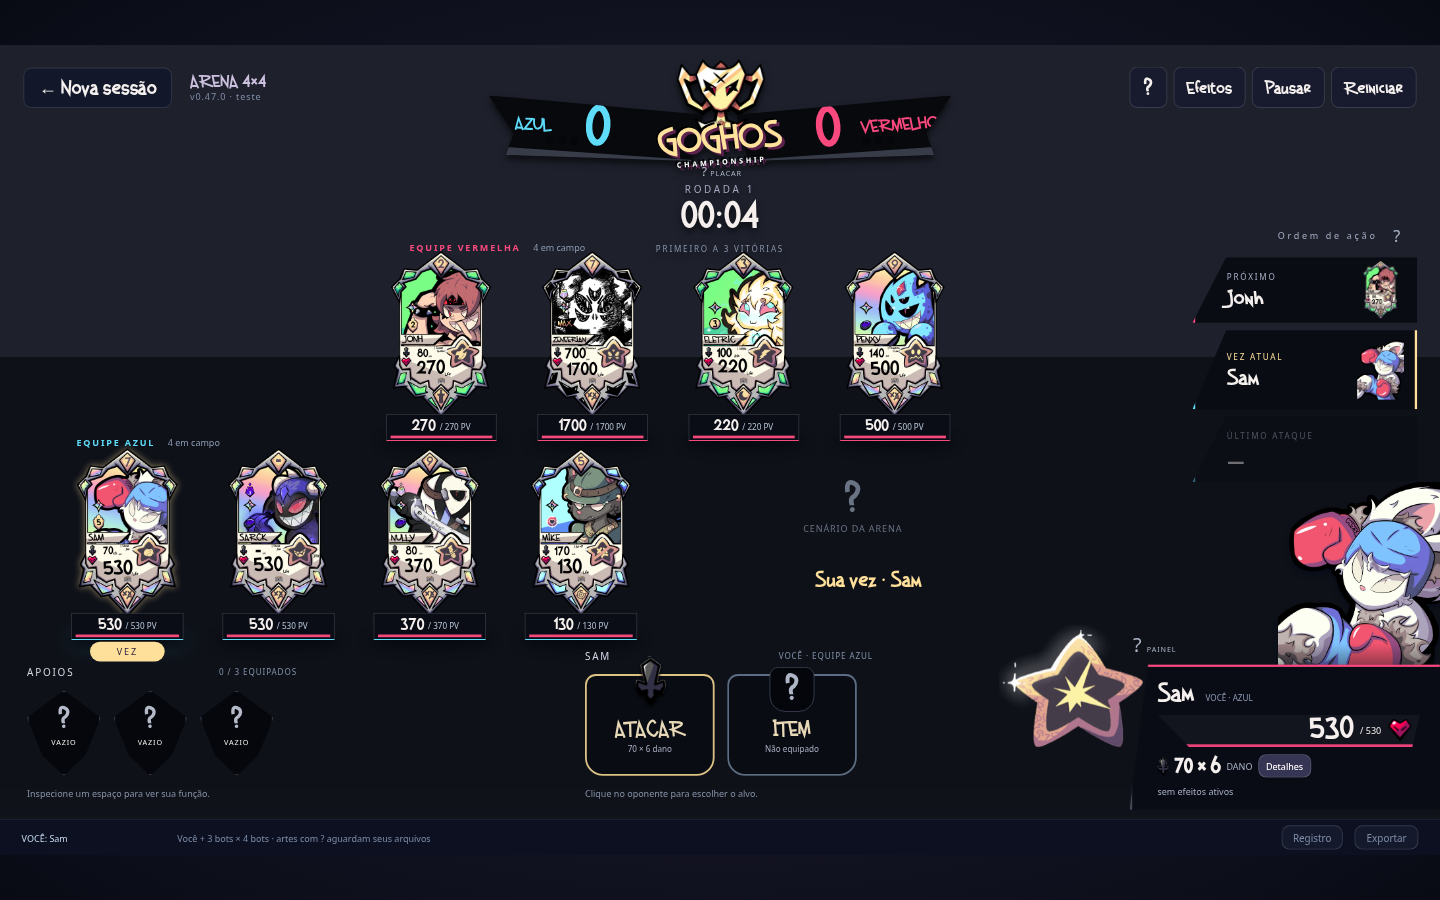 ← Nova sessão
ARENA 4×4
v0.47.0 · teste
AZUL
0
GOGHOS
CHAMPIONSHIP
0
VERMELHO
? PLACAR
?
Efeitos
Pausar
Reiniciar
RODADA 1
00:04
PRIMEIRO A 3 VITÓRIAS
EQUIPE VERMELHA 4 em campo
JONH
80
270
270 / 270 PV
MAX
ZENDERIAN
700
1700
1700 / 1700 PV
ELETRIC
100
220
220 / 220 PV
PENXY
140
500
500 / 500 PV
Ordem de ação ?
PRÓXIMO
Jonh
VEZ ATUAL
Sam
ÚLTIMO ATAQUE
—
EQUIPE AZUL 4 em campo
SAM
70
530
530 / 530 PV
VEZ
SARCK
530
530 / 530 PV
NULLY
80
370
370 / 370 PV
MIKE
170
130
130 / 130 PV
?
CENÁRIO DA ARENA
Sua vez · Sam
APOIOS
0 / 3 EQUIPADOS
?
VAZIO
?
VAZIO
?
VAZIO
Inspecione um espaço para ver sua função.
SAM
VOCÊ · EQUIPE AZUL
ATACAR
70 × 6 dano
?
ITEM
Não equipado
Clique no oponente para escolher o alvo.
? PAINEL
Sam VOCÊ · AZUL
530 / 530
70 × 6 DANO Detalhes
sem efeitos ativos
VOCÊ: Sam
Você + 3 bots × 4 bots · artes com ? aguardam seus arquivos
Registro
Exportar